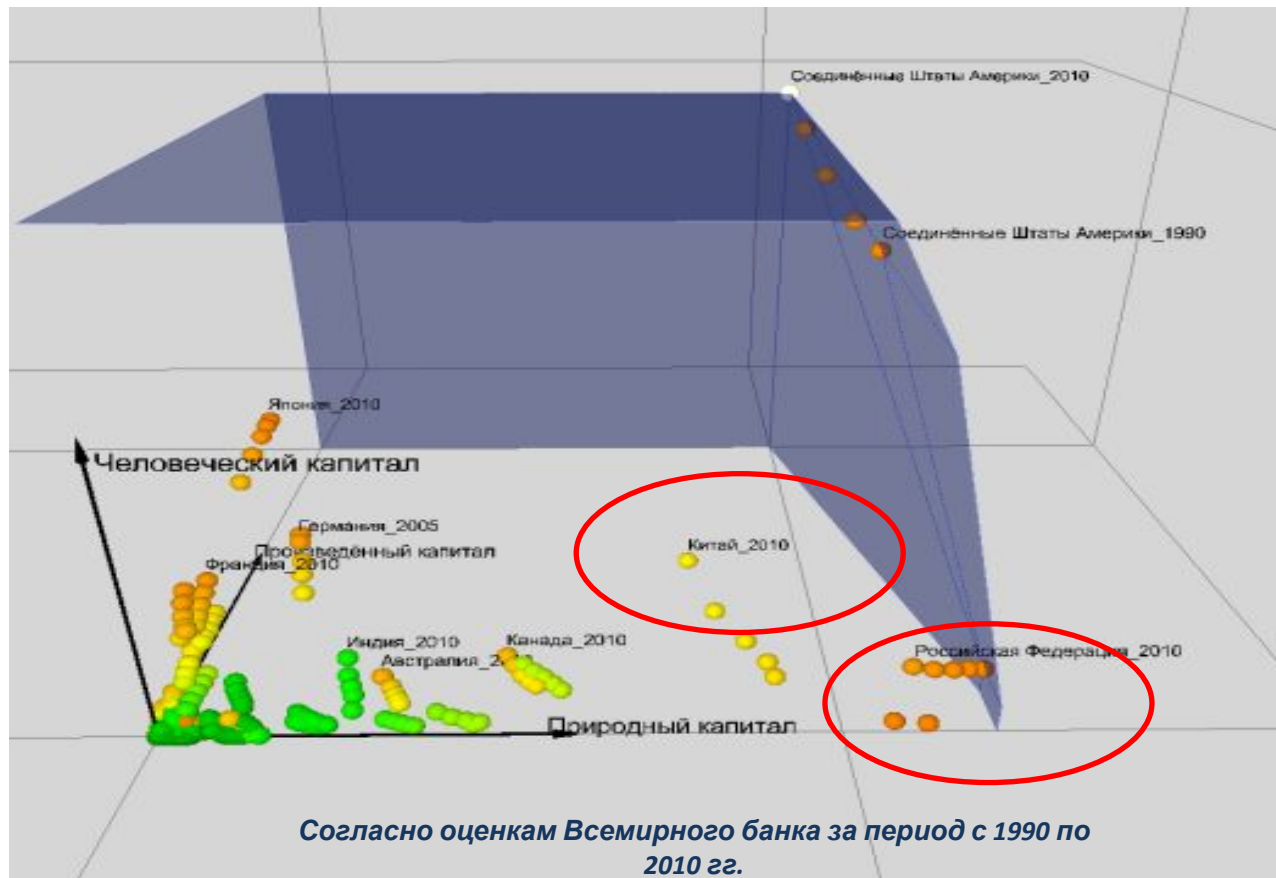 Соединённые Штаты Америки_2010
Соединённые Штаты Америки_1990
Япония_2010
Человеческий капитал
Германия_2005
Произведённый капитал
Франция_2010
Китай_2010
Индия_2010
Канада_2010
Австралия_2010
Российская Федерация_2010
Природный капитал
Согласно оценкам Всемирного банка за период с 1990 по
2010 гг.